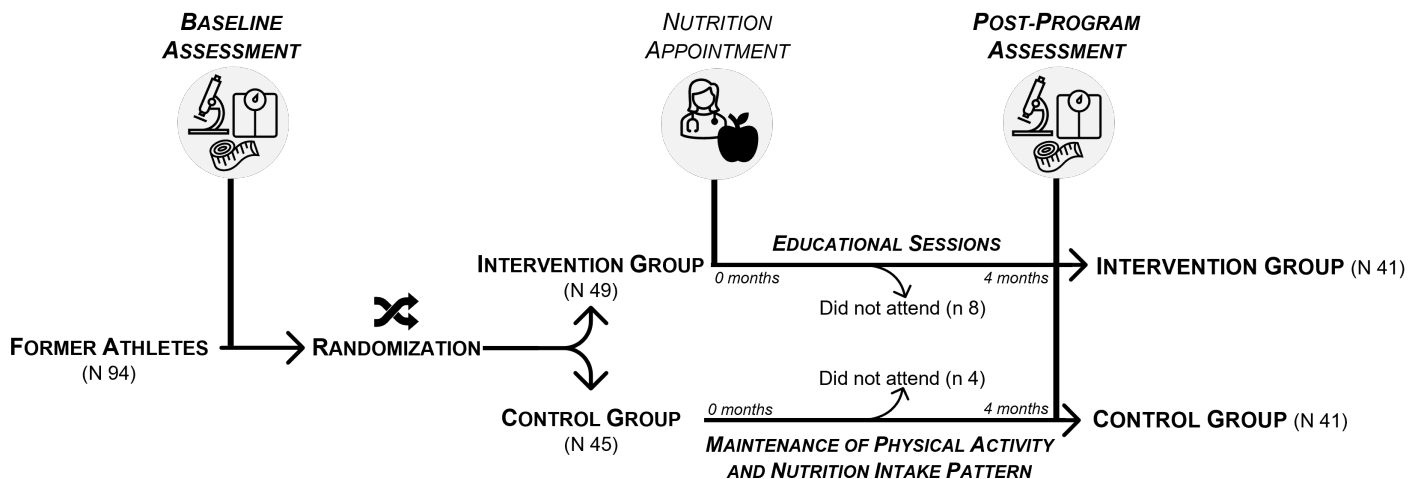 BASELINE
ASSESSMENT
NUTRITION
APPOINTMENT
POST-PROGRAM
ASSESSMENT
EDUCATIONAL SESSIONS
INTERVENTION GROUP
(N 49)
0 months
4 months
INTERVENTION GROUP (N 41)
Did not attend (n 8)
FORMER ATHLETES
(N 94)
RANDOMIZATION
Did not attend (n 4)
CONTROL GROUP
(N 45)
0 months
4 months
CONTROL GROUP (N 41)
MAINTENANCE OF PHYSICAL ACTIVITY
AND NUTRITION INTAKE PATTERN